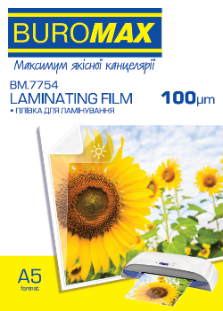 BUROMAX
Максимум якісної канцелярії
BM.7754
LAMINATING FILM 100µm
• ПЛІВКА ДЛЯ ЛАМІНУВАННЯ
A5
format